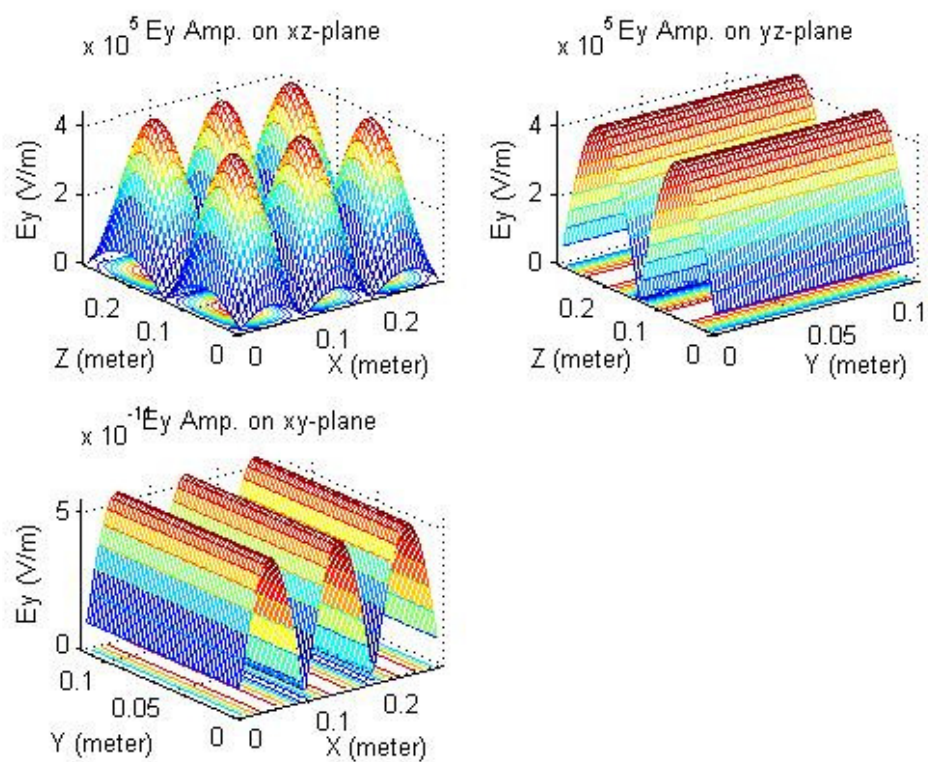 x 10^5 Ey Amp. on xz-plane
Ey (V/m)
4
2
0
0.2
0.1
0
Z (meter)
0
0.1
0.2
X (meter)
x 10^5 Ey Amp. on yz-plane
Ey (V/m)
4
2
0
0.2
0.1
0
Z (meter)
0
0.05
0.1
Y (meter)
Ey Amp. on xy-plane
x 10
Ey (V/m)
5
0
0.1
0.05
0
Y (meter)
0
0.1
0.2
X (meter)